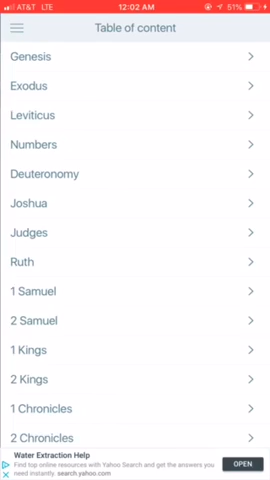 AT&T LTE 12:02 AM 51%
Table of content
Genesis
Exodus
Leviticus
Numbers
Deuteronomy
Joshua
Judges
Ruth
1 Samuel
2 Samuel
1 Kings
2 Kings
1 Chronicles
2 Chronicles
Water Extraction Help
Find top online resources with Yahoo Search and get the answers you
need instantly. search.yahoo.com
OPEN